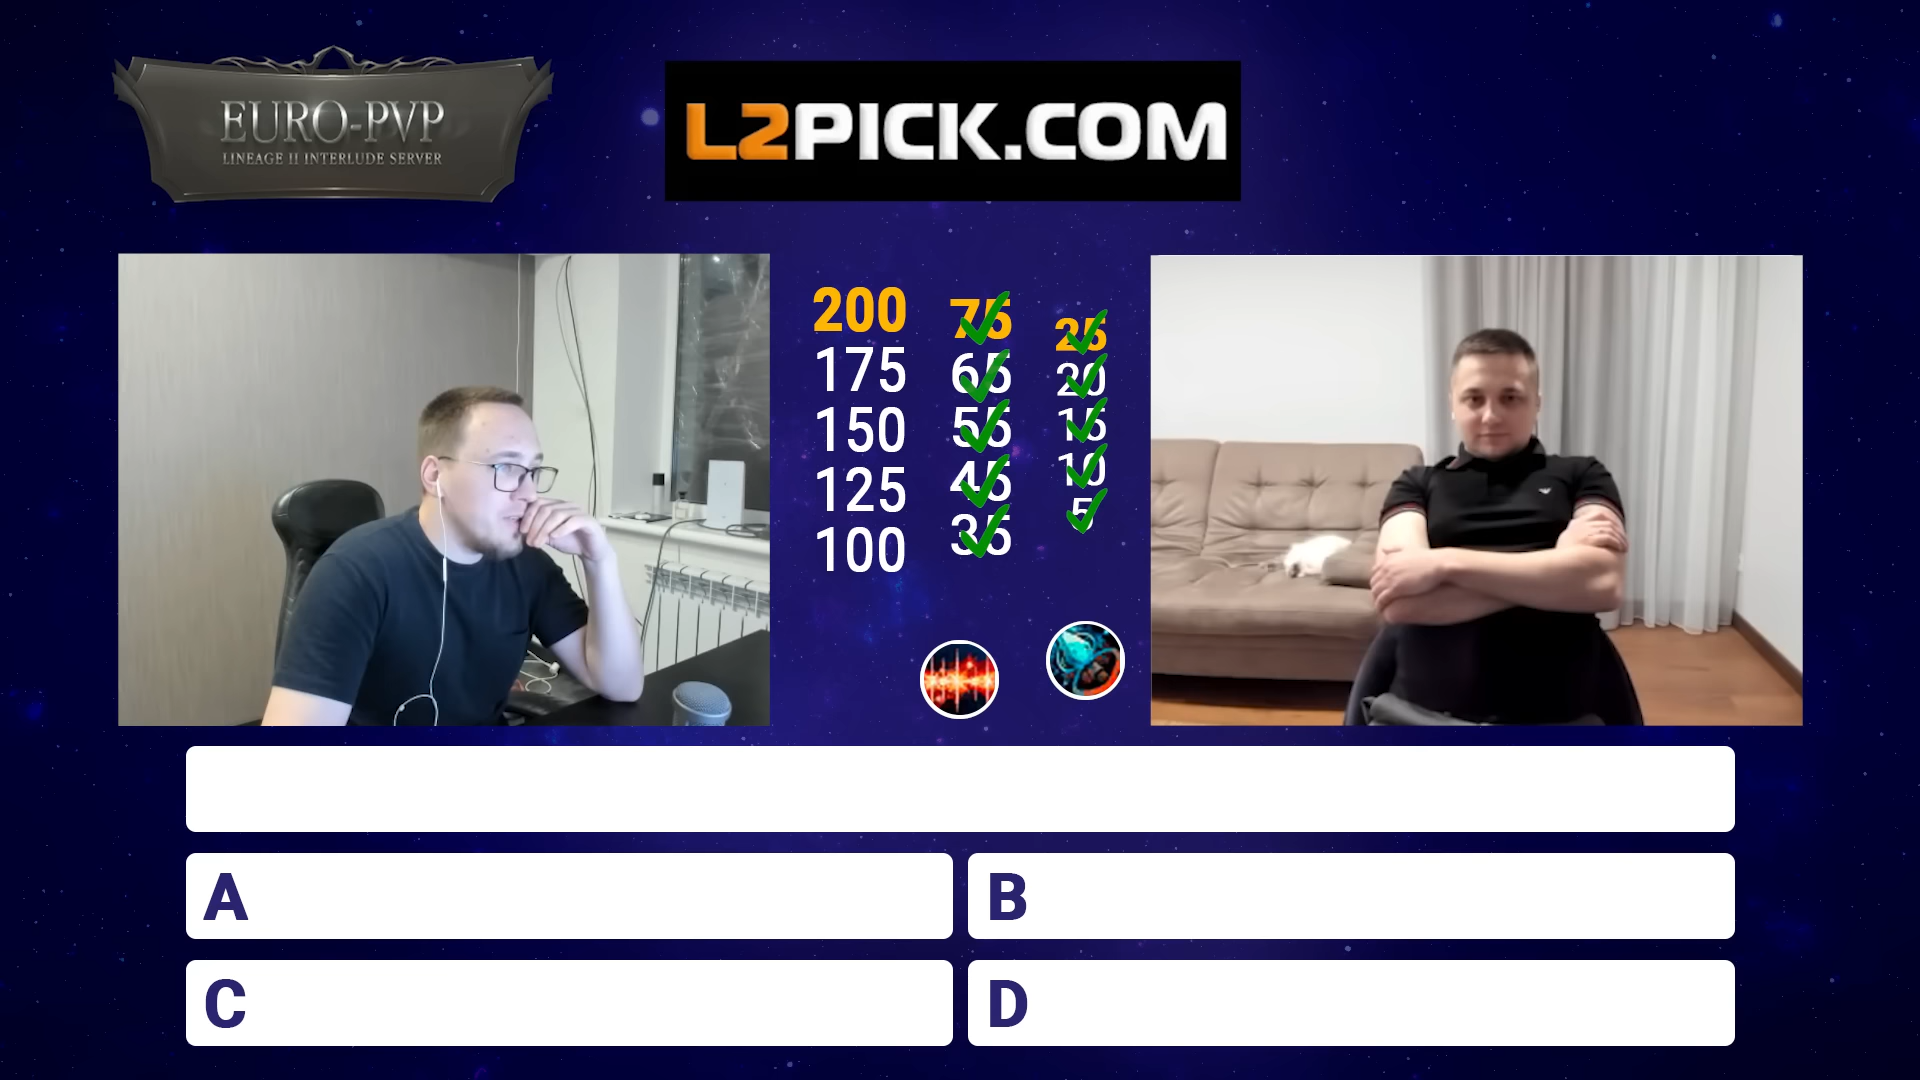 EURO-PVP
LINEAGE II INTERLUDE SERVER
L2PICK.COM
200 75 25
175 65 20
150 55 15
125 45 10
100 35 5
A
B
C
D